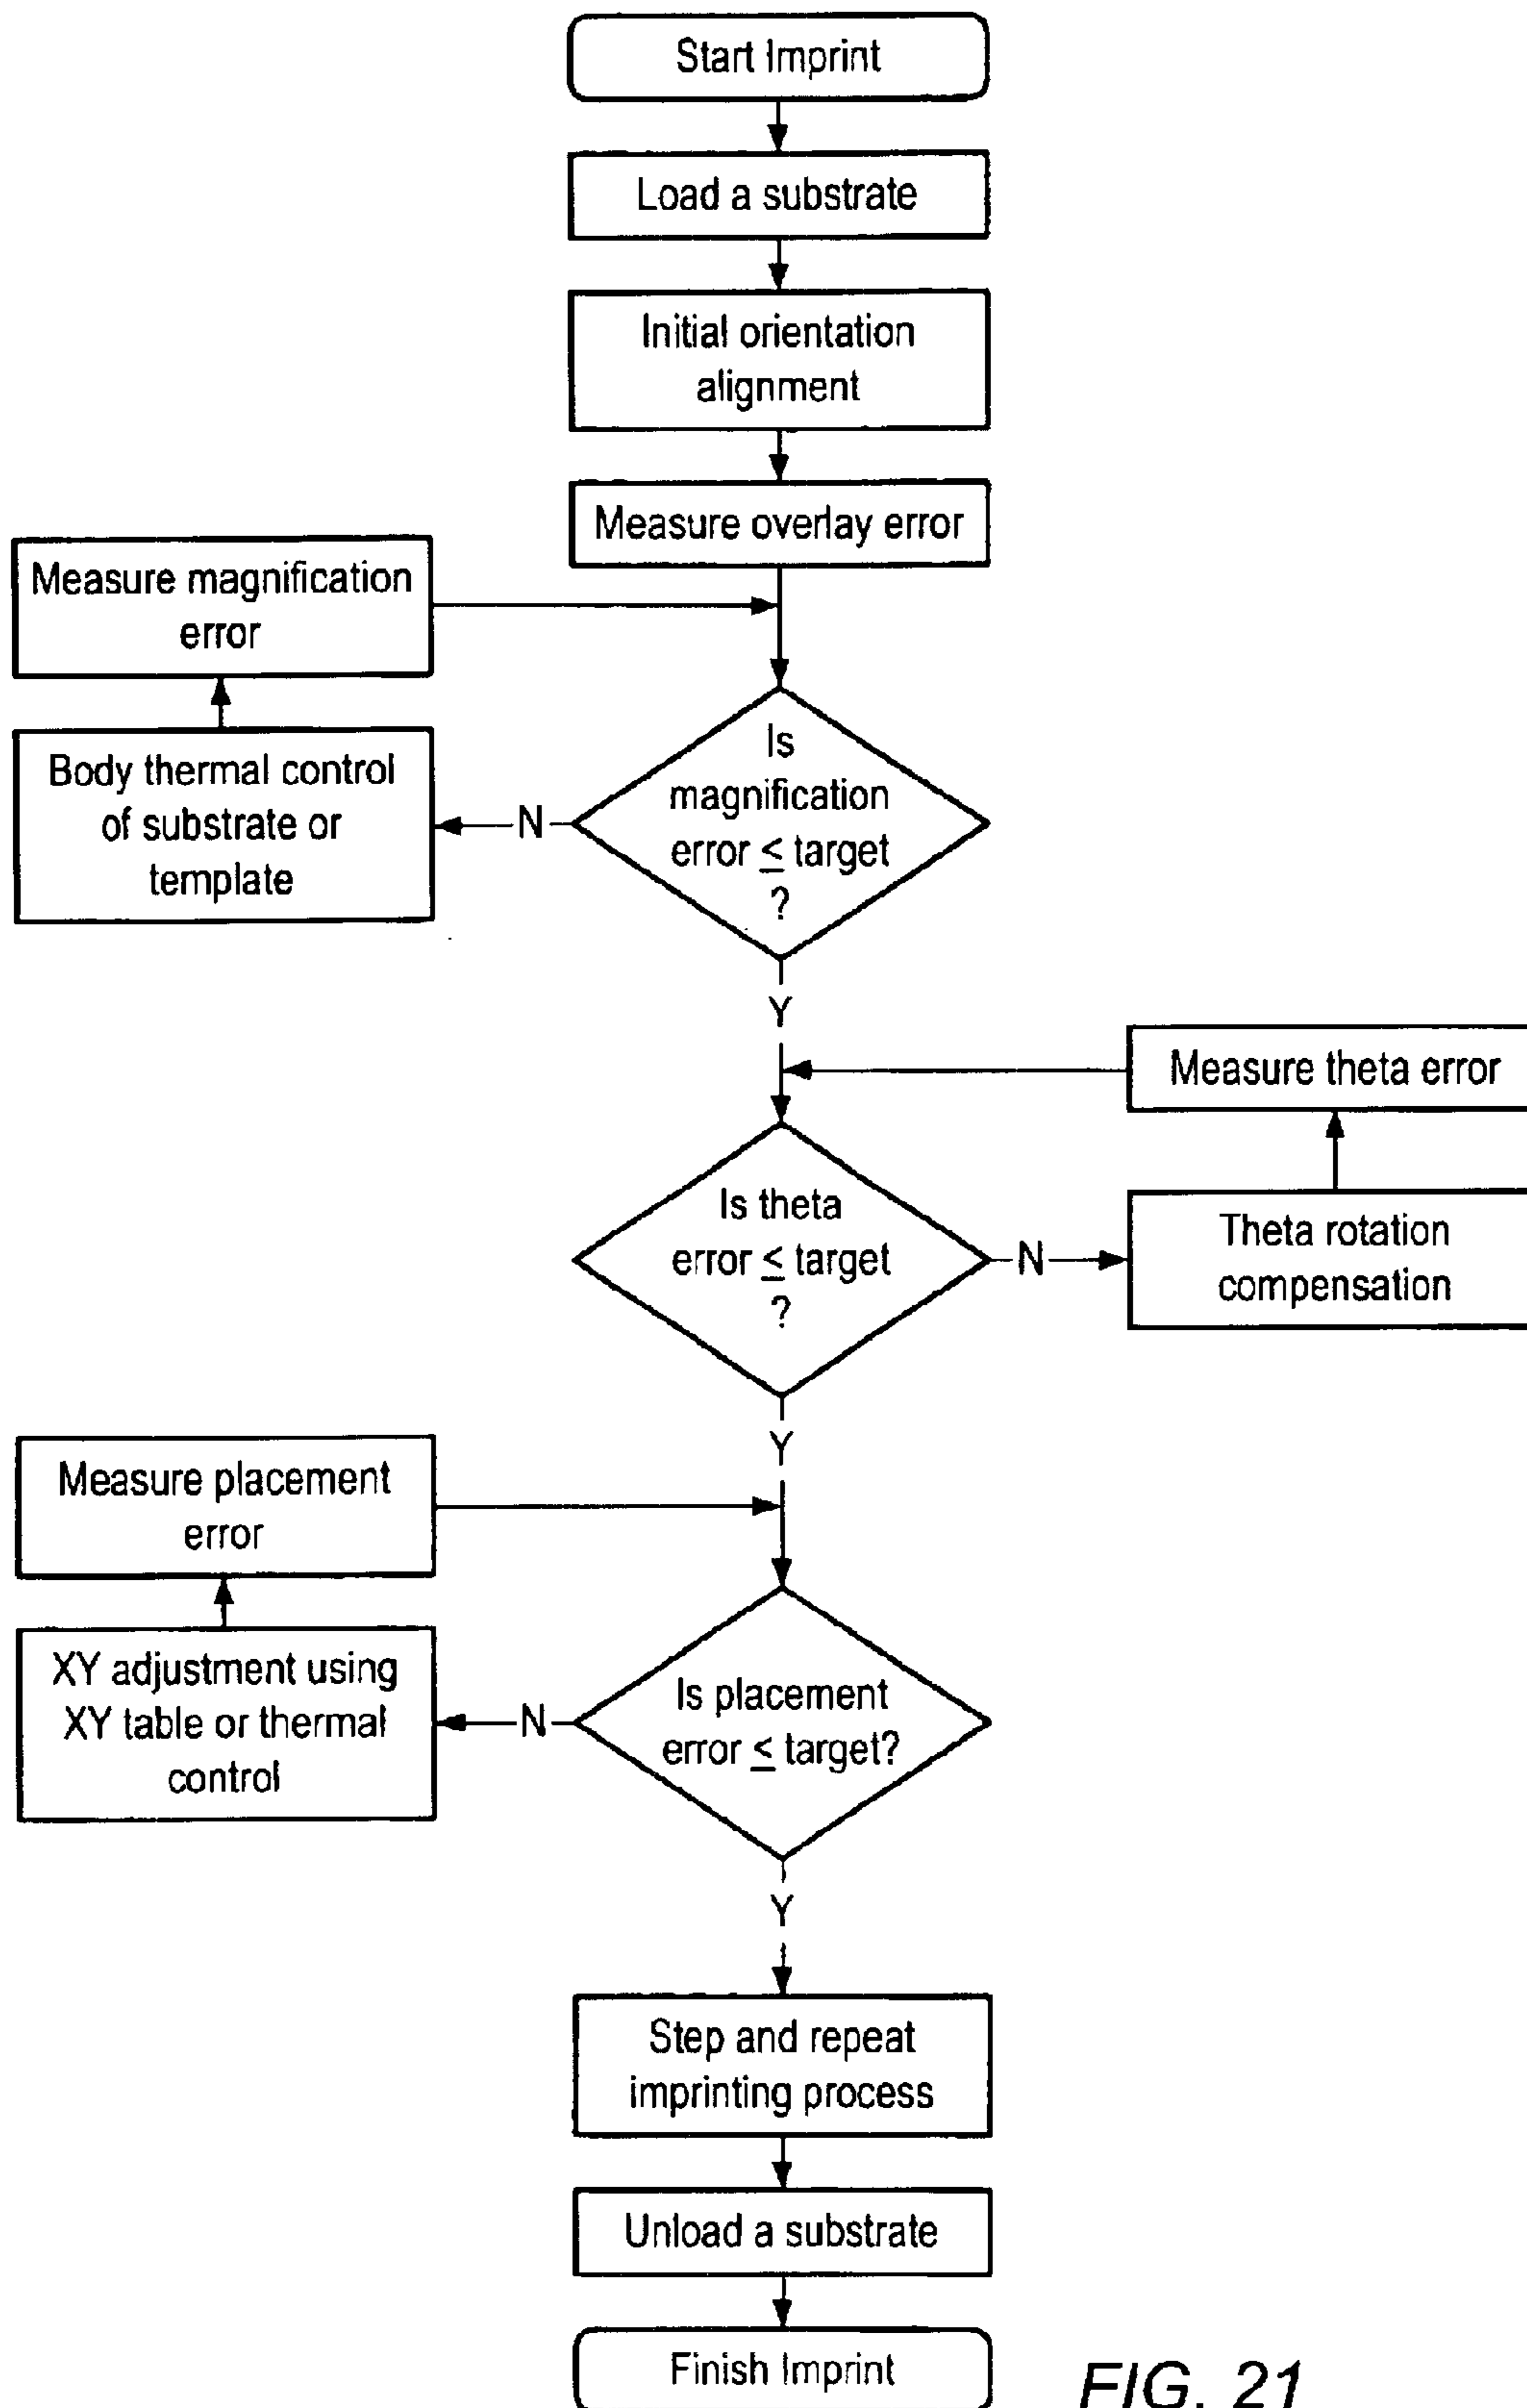 Start Imprint
Load a substrate
Initial orientation
alignment
Measure overlay error
Measure magnification
error
Is
magnification
error ≤ target
?
N
Body thermal control
of substrate or
template
Y
Measure theta error
Is theta
error ≤ target
?
N
Theta rotation
compensation
Y
Measure placement
error
Is placement
error ≤ target?
N
XY adjustment using
XY table or thermal
control
Y
Step and repeat
imprinting process
Unload a substrate
Finish Imprint
FIG. 21